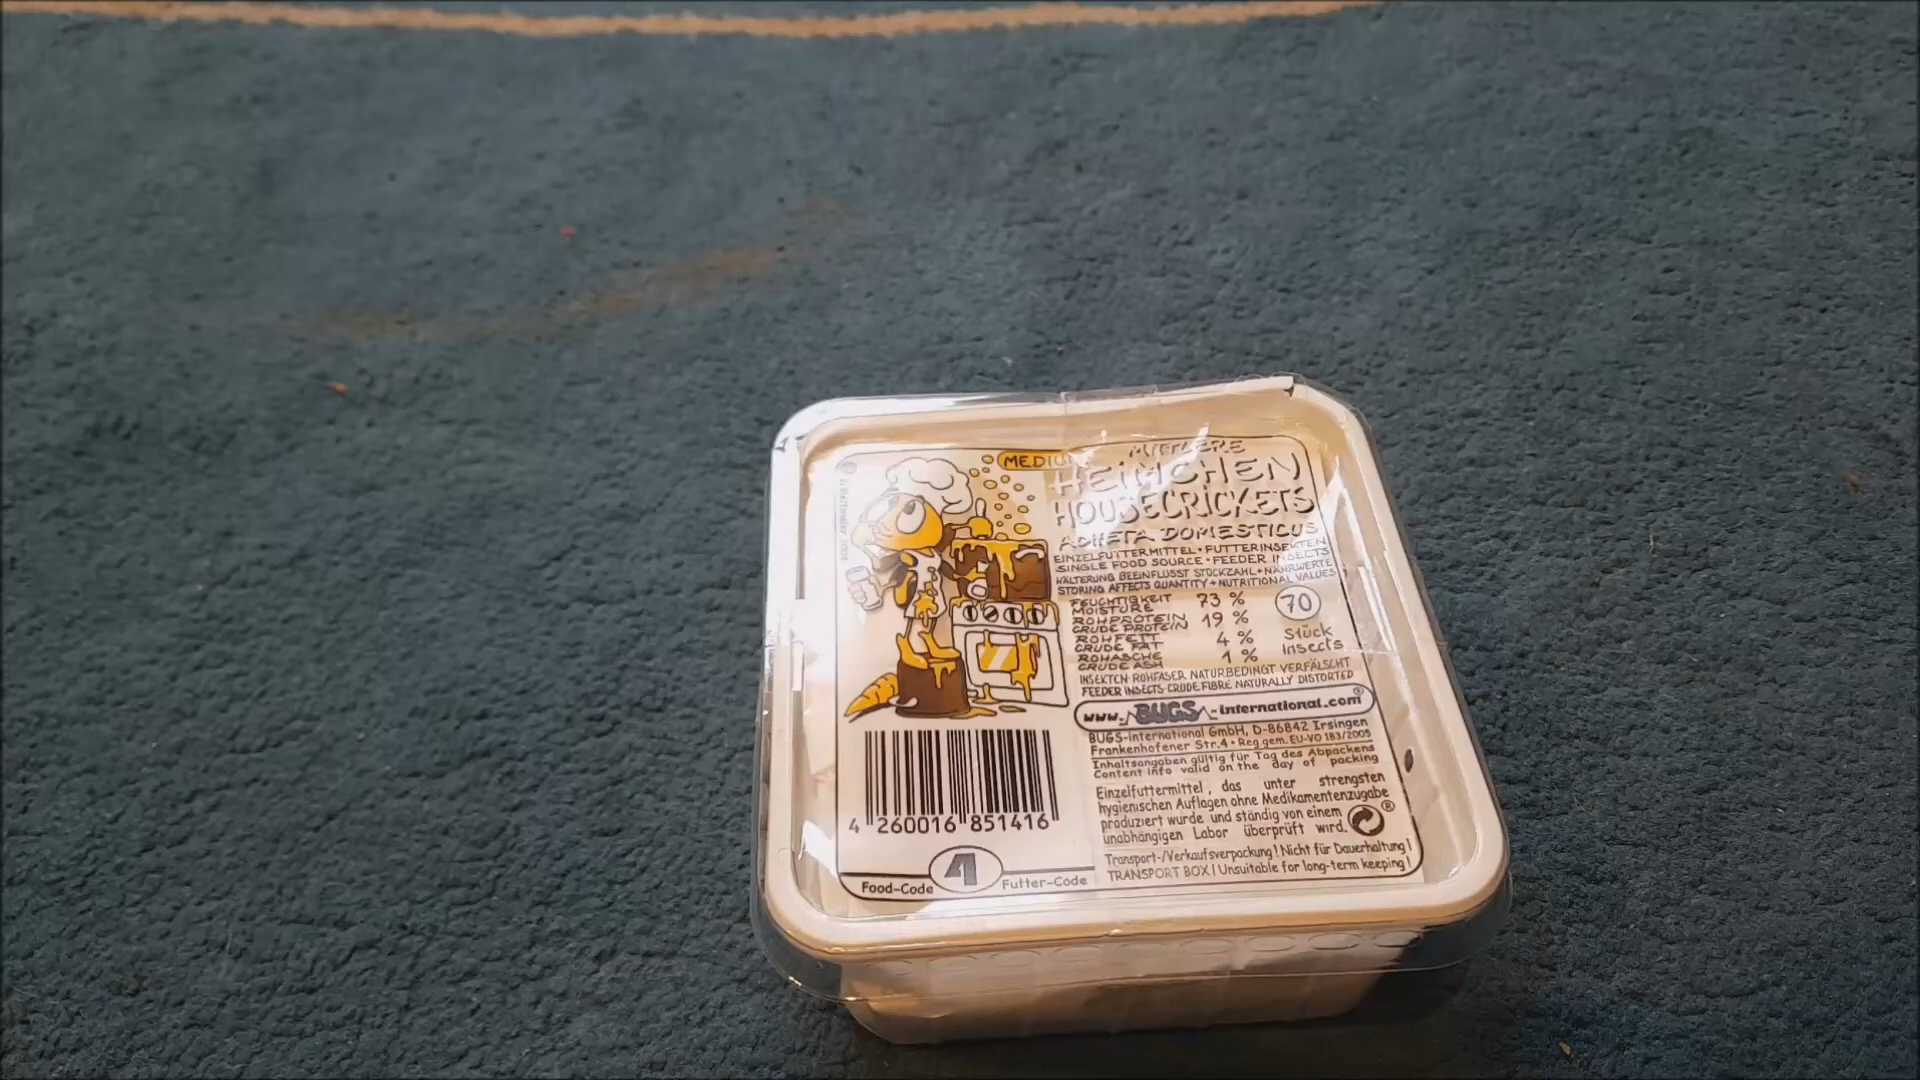 MEDIUM
MITTLERE
HEIMCHEN
HOUSECRICKETS
ACHETA DOMESTICUS
EINZELFUTTERMITTEL • FUTTERINSEKTEN
SINGLE FOOD SOURCE • FEEDER INSECTS
KÄLTERUNG BEEINFLUSST STÜCKZAHL + NÄHRWERTE
STORING AFFECTS QUANTITY + NUTRITIONAL VALUES
FEUCHTIGKEIT 73 %
MOISTURE
ROHPROTEIN 19 %
CRUDE PROTEIN
ROHFETT 4 %
CRUDE FAT
ROHASCHE 1 %
CRUDE ASH
70
Stück
insects
INSEKTEN-ROHFASER NATURBEDINGT VERFÄLSCHT
FEEDER INSECTS-CRUDE FIBRE NATURALLY DISTORTED
www.BUGS-international.com®
BUGS-International GmbH, D-86842 Irsingen
Frankenhofener Str.4 • Reg.gem. EU-VO 183/2005
Inhaltsangaben gültig für Tag des Abpackens
Content info valid on the day of packing
Einzelfuttermittel, das unter strengsten
hygienischen Auflagen ohne Medikamentenzugabe
produziert wurde und ständig von einem
unabhängigen Labor überprüft wird.
®
Transport-/Verkaufsverpackung! Nicht für Dauerhaltung!
TRANSPORT BOX! Unsuitable for long-term keeping!
4 260016 851416
Food-Code 4 Futter-Code